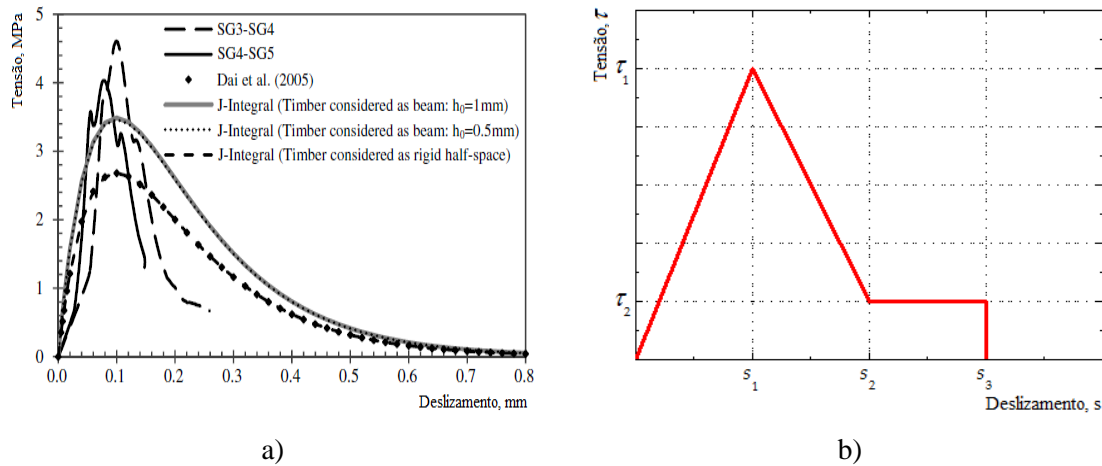 Tensão, MPa
5
4
3
2
1
0
SG3-SG4
SG4-SG5
Dai et al. (2005)
J-Integral (Timber considered as beam: h₀=1mm)
J-Integral (Timber considered as beam: h₀=0.5mm)
J-Integral (Timber considered as rigid half-space)
0.0 0.1 0.2 0.3 0.4 0.5 0.6 0.7 0.8
Deslizamento, mm
a)
Tensão, τ
τ₁
τ₂
s₁ s₂ s₃
Deslizamento, s
b)